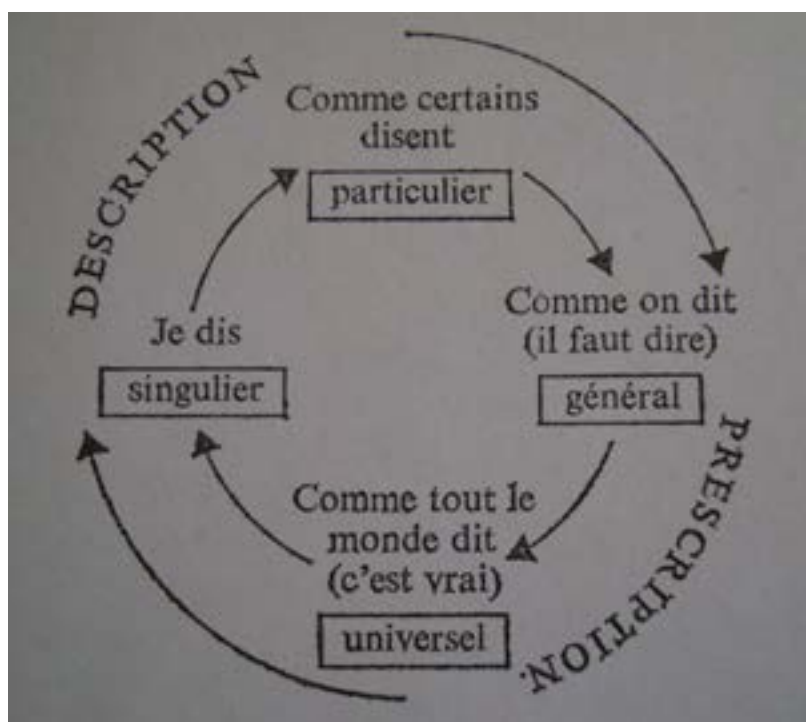 DESCRIPTION
Comme certains
disent
particulier
Comme on dit
(il faut dire)
général
Je dis
singulier
Comme tout le
monde dit
(c'est vrai)
universel
PRESCRIPTION.